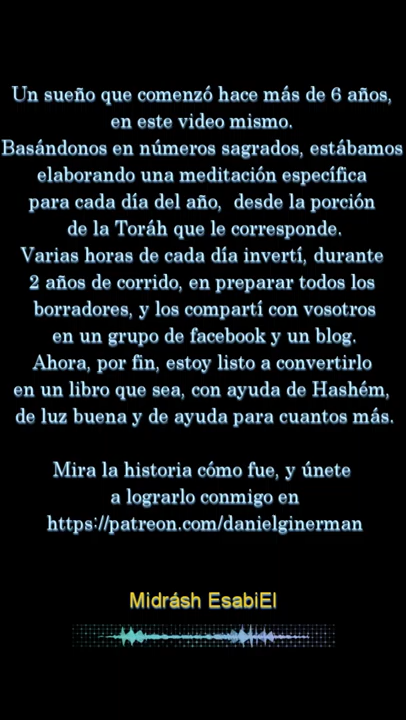 Un sueño que comenzó hace más de 6 años,
en este video mismo.
Basándonos en números sagrados, estábamos
elaborando una meditación específica
para cada día del año, desde la porción
de la Toráh que le corresponde.
Varias horas de cada día invertí, durante
2 años de corrido, en preparar todos los
borradores, y los compartí con vosotros
en un grupo de facebook y un blog.
Ahora, por fin, estoy listo a convertirlo
en un libro que sea, con ayuda de Hashém,
de luz buena y de ayuda para cuantos más.
Mira la historia cómo fue, y únete
a lograrlo conmigo en
https://patreon.com/danielginerman
Midrásh EsabiEl